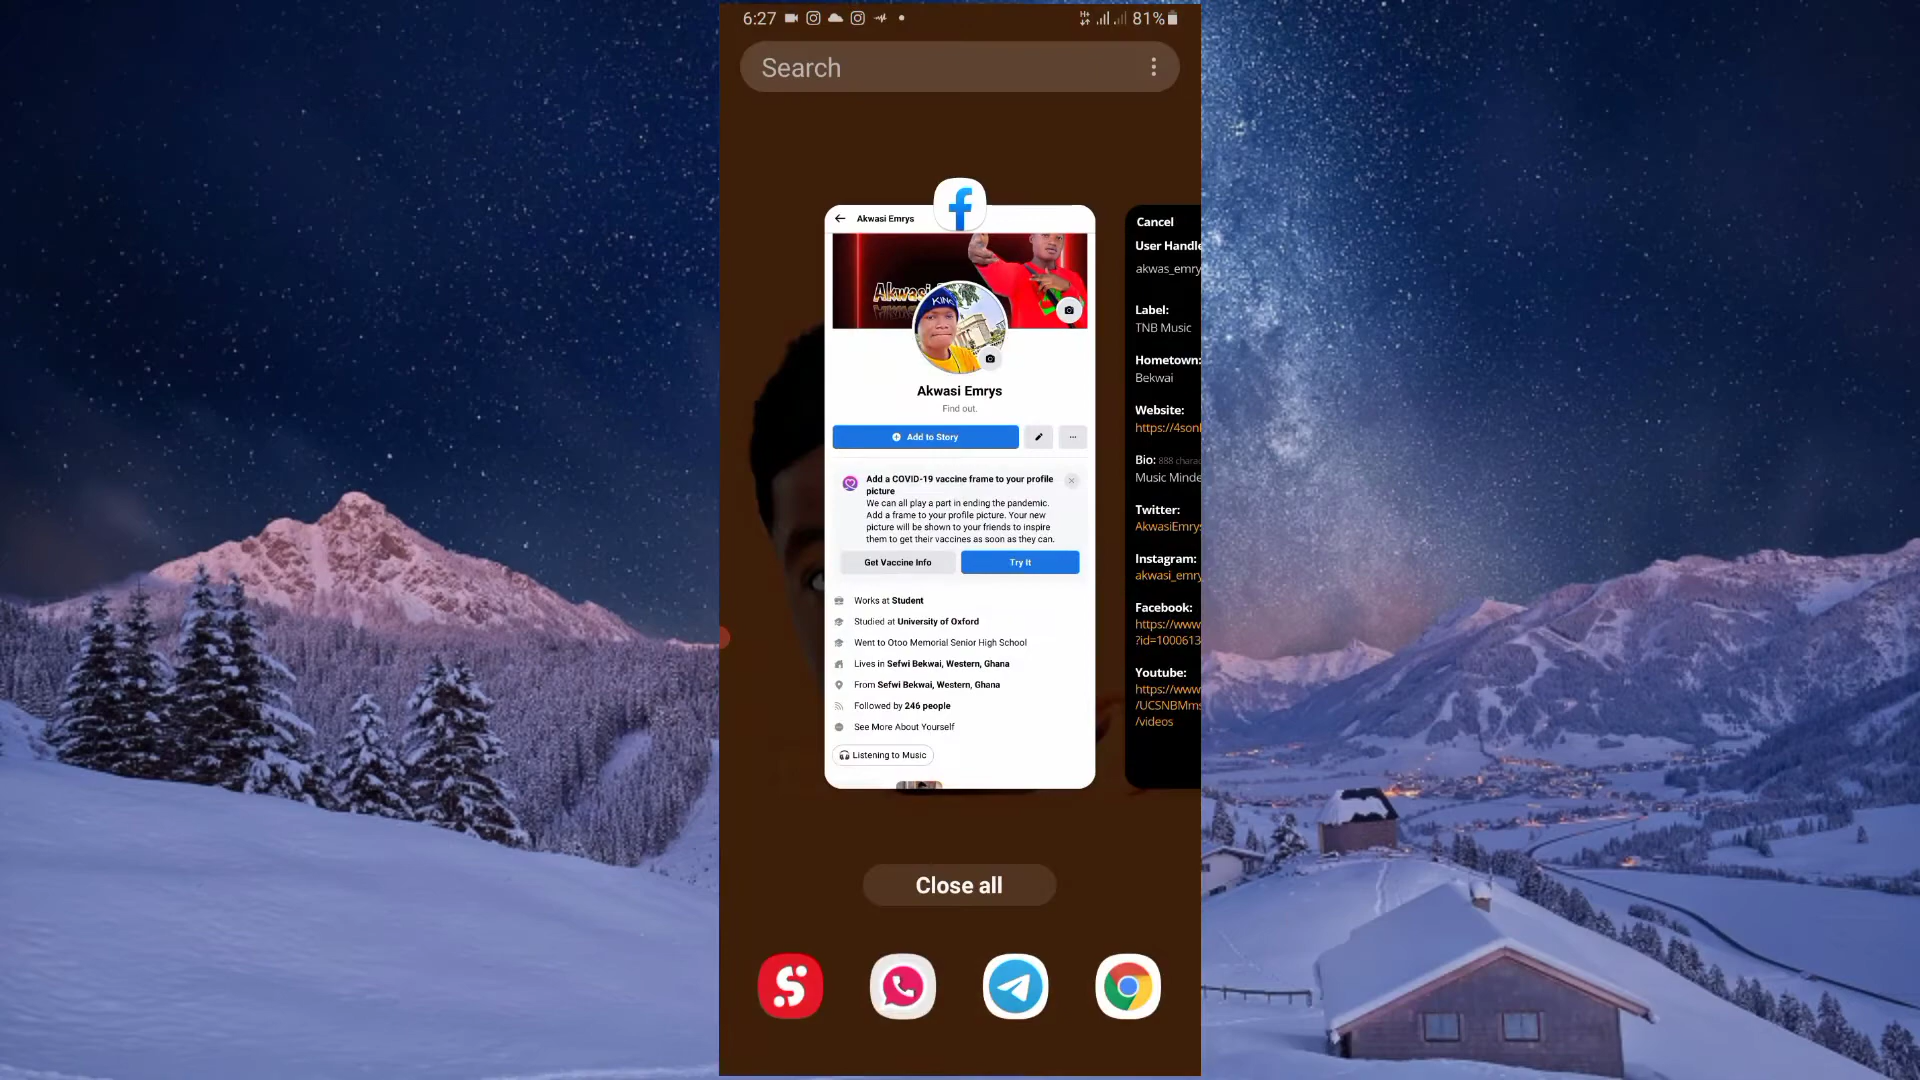 6:27
81%
Search
Akwasi Emrys
KING
Akwasi Emrys
Find out.
Add to Story
Add a COVID-19 vaccine frame to your profile
picture
We can all play a part in ending the pandemic.
Add a frame to your profile picture. Your new
picture will be shown to your friends to inspire
them to get their vaccines as soon as they can.
Get Vaccine Info
Try It
Works at Student
Studied at University of Oxford
Went to Otoo Memorial Senior High School
Lives in Sefwi Bekwai, Western, Ghana
From Sefwi Bekwai, Western, Ghana
Followed by 246 people
See More About Yourself
Listening to Music
Cancel
User Handle
akwas_emry
Label:
TNB Music
Hometown:
Bekwai
Website:
https://4sonl
Bio: 888 charac
Music Minde
Twitter:
AkwasiEmrys
Instagram:
akwasi_emry
Facebook:
https://www
?id=1000613
Youtube:
https://www
/UCSNBMms
/videos
Close all